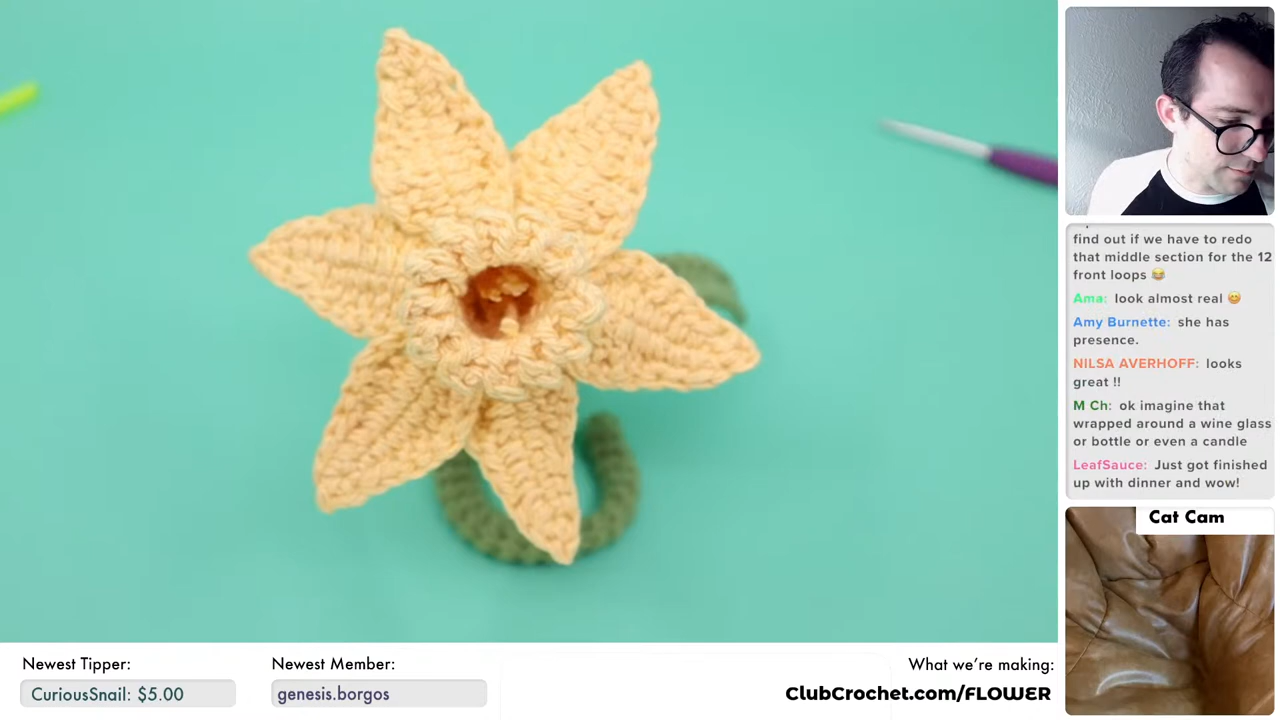 find out if we have to redo
that middle section for the 12
front loops 😂
Ama: look almost real 😊
Amy Burnette: she has
presence.
NILSA AVERHOFF: looks
great !!
M Ch: ok imagine that
wrapped around a wine glass
or bottle or even a candle
LeafSauce: Just got finished
up with dinner and wow!
Cat Cam
Newest Tipper:
CuriousSnail: $5.00
Newest Member:
genesis.borgos
What we're making:
ClubCrochet.com/FLOWER